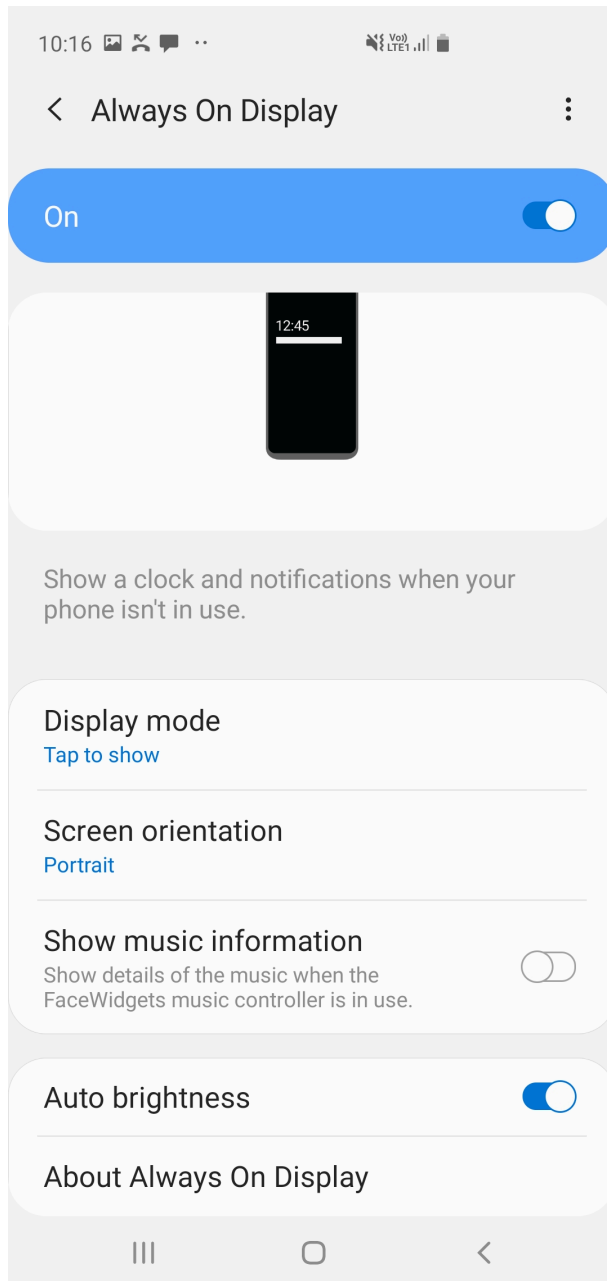 10:16
Vo))
LTE1
Always On Display
On
12:45
Show a clock and notifications when your
phone isn't in use.
Display mode
Tap to show
Screen orientation
Portrait
Show music information
Show details of the music when the
FaceWidgets music controller is in use.
Auto brightness
About Always On Display